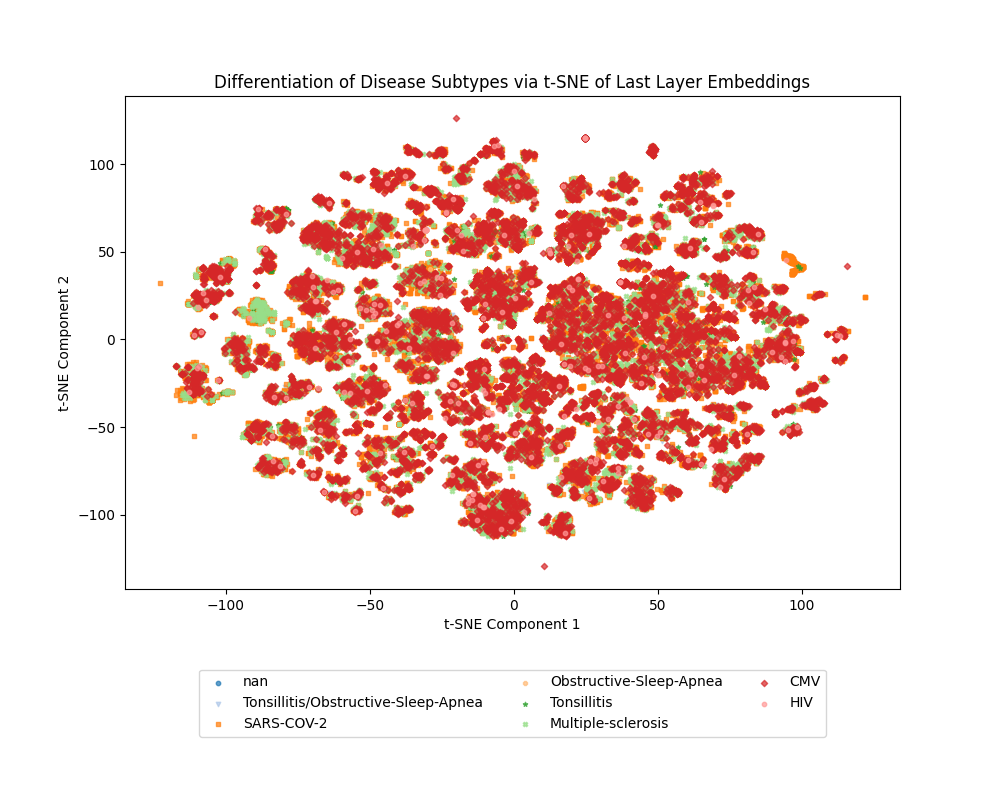 Differentiation of Disease Subtypes via t-SNE of Last Layer Embeddings
100
50
0
−50
−100
t-SNE Component 2
−100
−50
0
50
100
t-SNE Component 1
nan
Tonsillitis/Obstructive-Sleep-Apnea
SARS-COV-2
Obstructive-Sleep-Apnea
Tonsillitis
Multiple-sclerosis
CMV
HIV